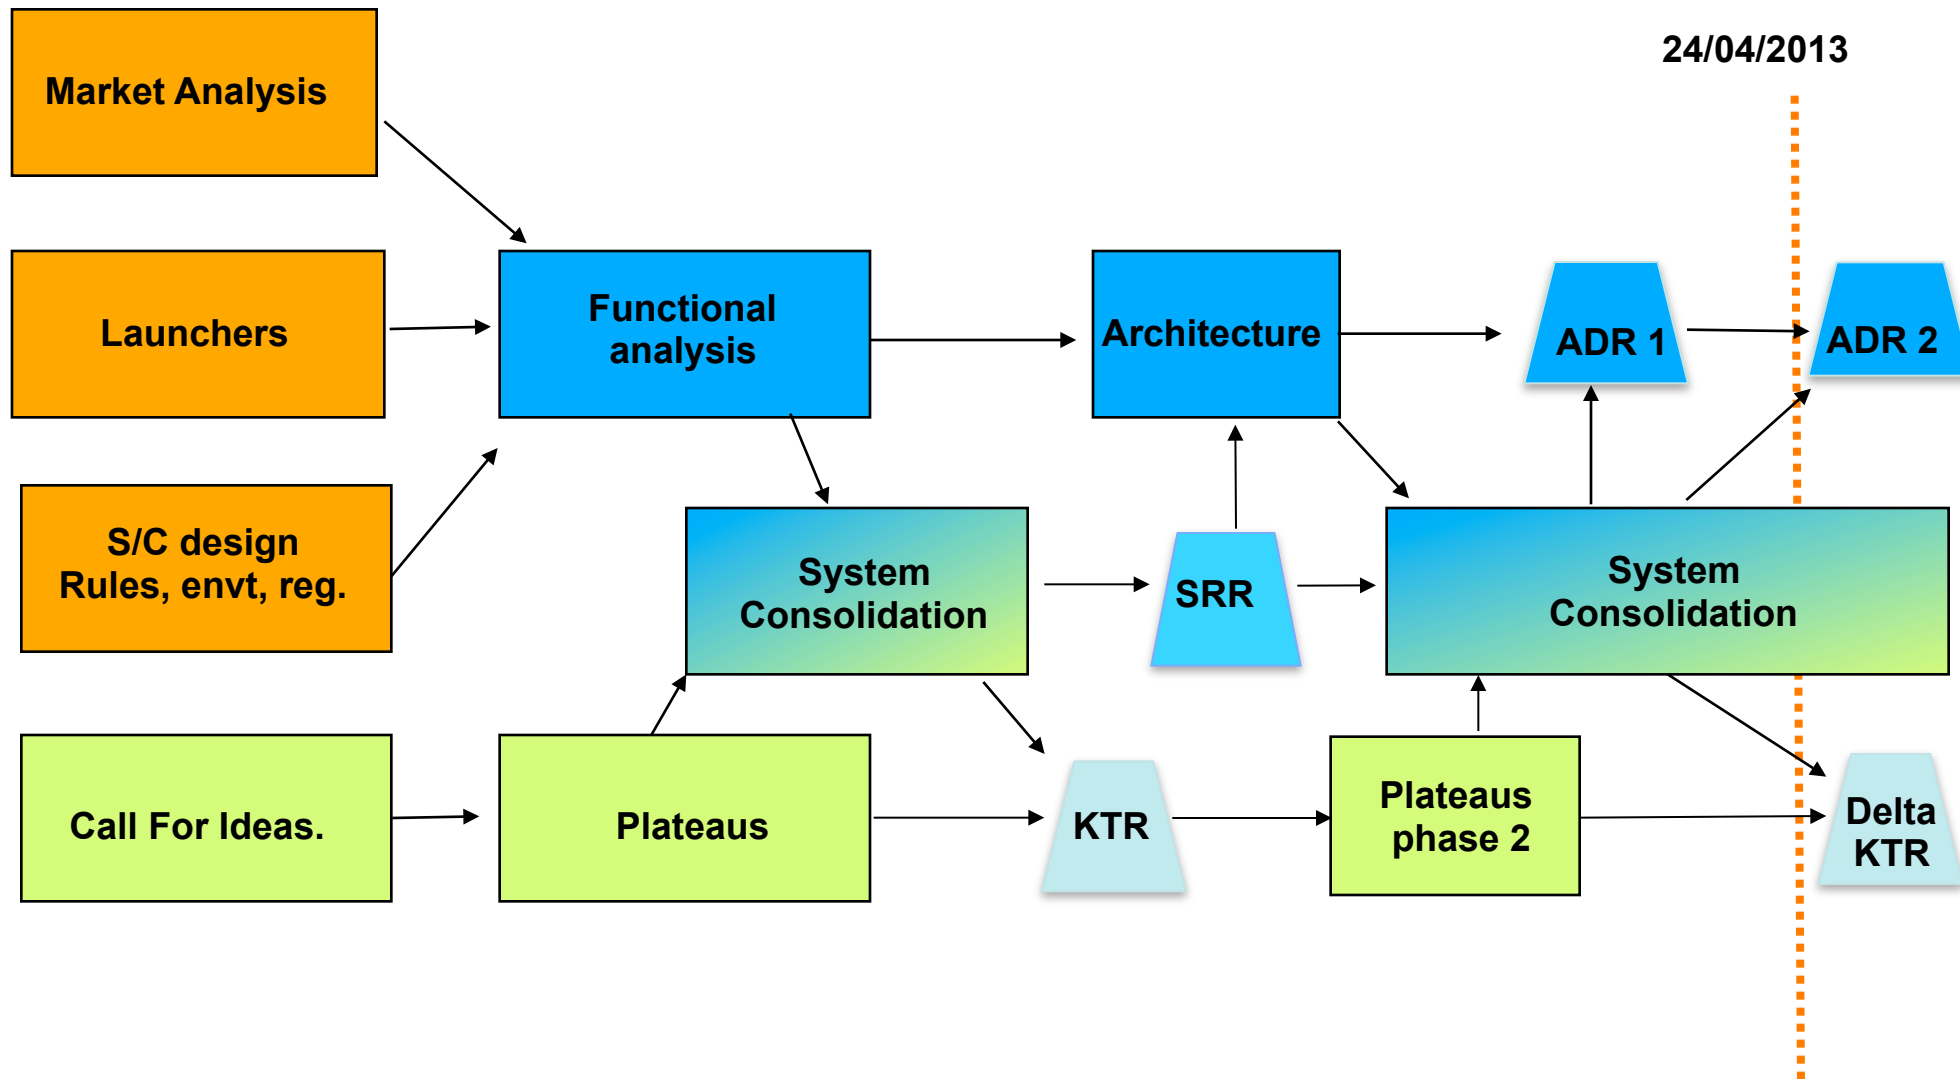 24/04/2013
Market Analysis
Launchers
Functional
analysis
Architecture
ADR 1
ADR 2
S/C design
Rules, envt, reg.
System
Consolidation
SRR
System
Consolidation
Call For Ideas.
Plateaus
KTR
Plateaus
phase 2
Delta
KTR